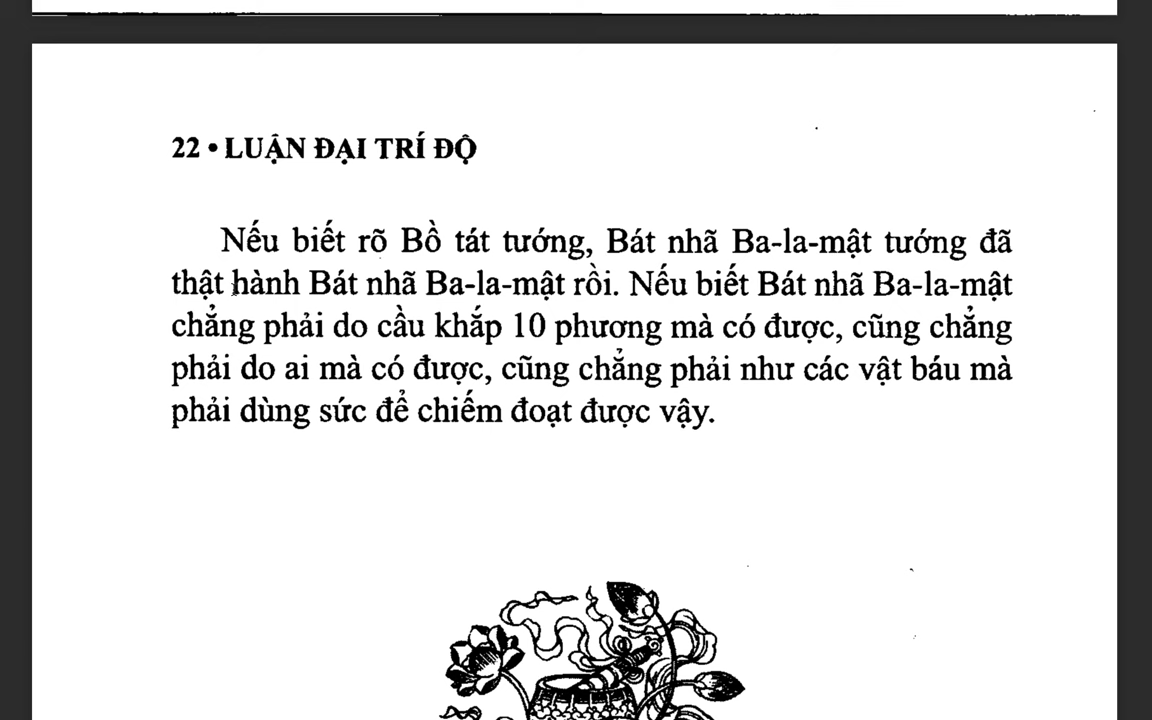 22 • LUẬN ĐẠI TRÍ ĐỘ
Nếu biết rõ Bồ tát tướng, Bát nhã Ba-la-mật tướng đã
thật hành Bát nhã Ba-la-mật rồi. Nếu biết Bát nhã Ba-la-mật
chẳng phải do cầu khắp 10 phương mà có được, cũng chẳng
phải do ai mà có được, cũng chẳng phải như các vật báu mà
phải dùng sức để chiếm đoạt được vậy.